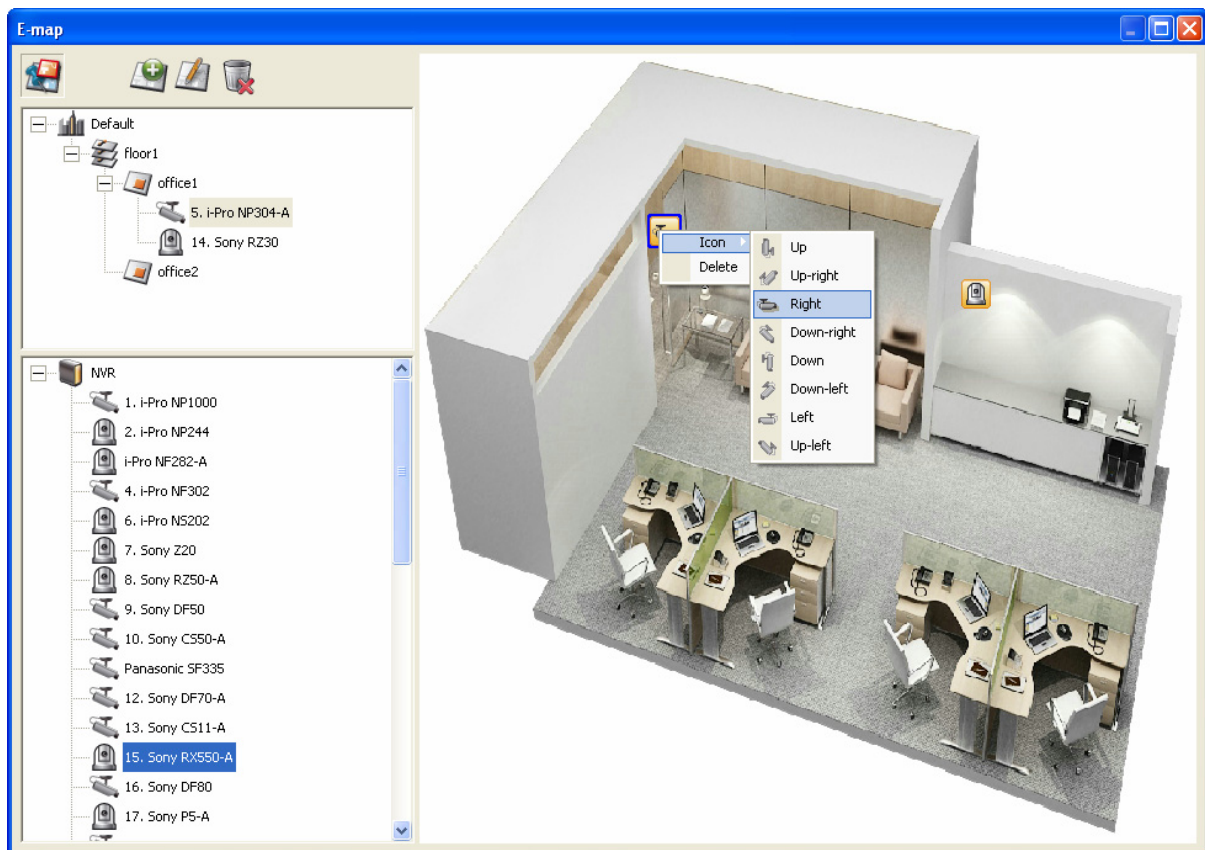 E-map
Default
floor1
office1
5. i-Pro NP304-A
14. Sony RZ30
office2
NVR
1. i-Pro NP1000
2. i-Pro NP244
i-Pro NF282-A
4. i-Pro NF302
6. i-Pro NS202
7. Sony Z20
8. Sony RZ50-A
9. Sony DF50
10. Sony CS50-A
Panasonic SF335
12. Sony DF70-A
13. Sony CS11-A
15. Sony RX550-A
16. Sony DF80
17. Sony P5-A
Icon
Delete
Up
Up-right
Right
Down-right
Down
Down-left
Left
Up-left